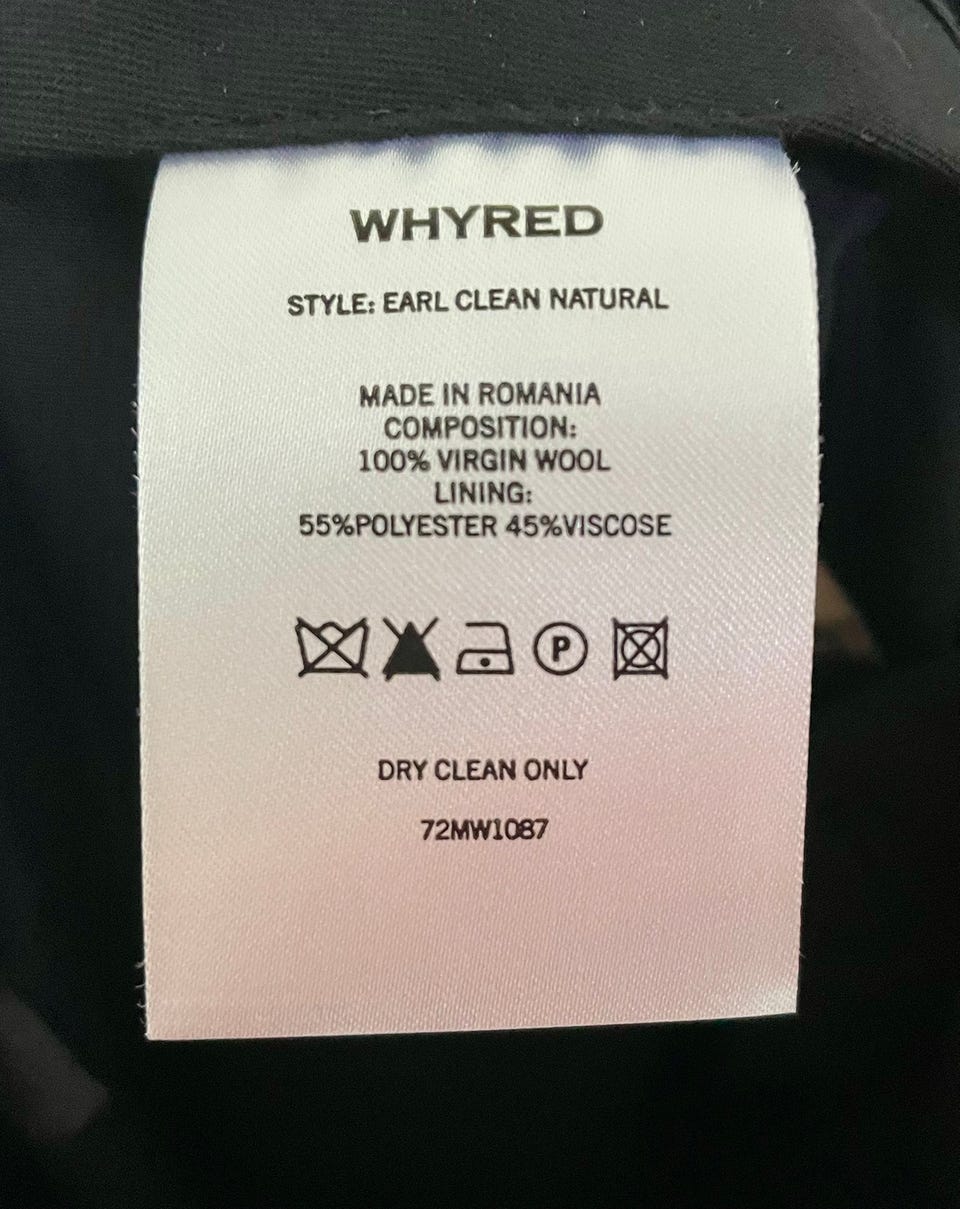 WHYRED
STYLE: EARL CLEAN NATURAL
MADE IN ROMANIA
COMPOSITION:
100% VIRGIN WOOL
LINING:
55%POLYESTER 45%VISCOSE
P
DRY CLEAN ONLY
72MW1087